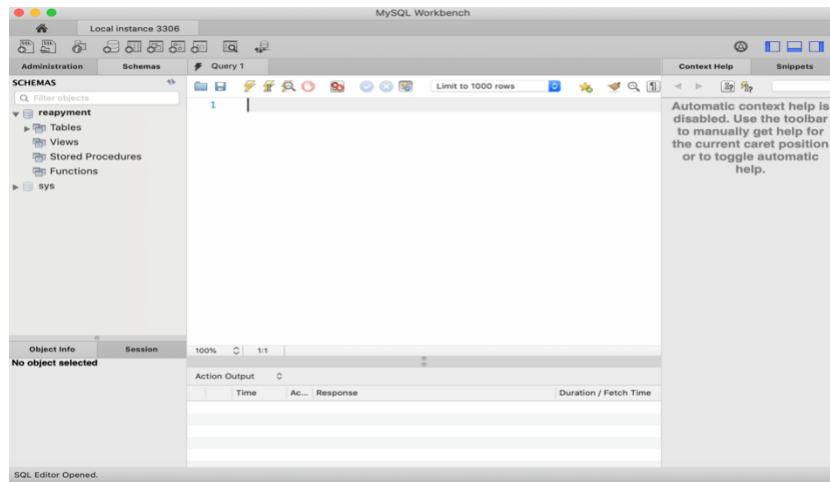 MySQL Workbench
Local instance 3306
Administration Schemas
Query 1
Context Help Snippets
SCHEMAS
Filter objects
Limit to 1000 rows
reapyment
Tables
Views
Stored Procedures
Functions
sys
1
Automatic context help is
disabled. Use the toolbar
to manually get help for
the current caret position
or to toggle automatic
help.
Object Info Session
100% 1:1
No object selected
Action Output
Time Ac... Response Duration / Fetch Time
SQL Editor Opened.